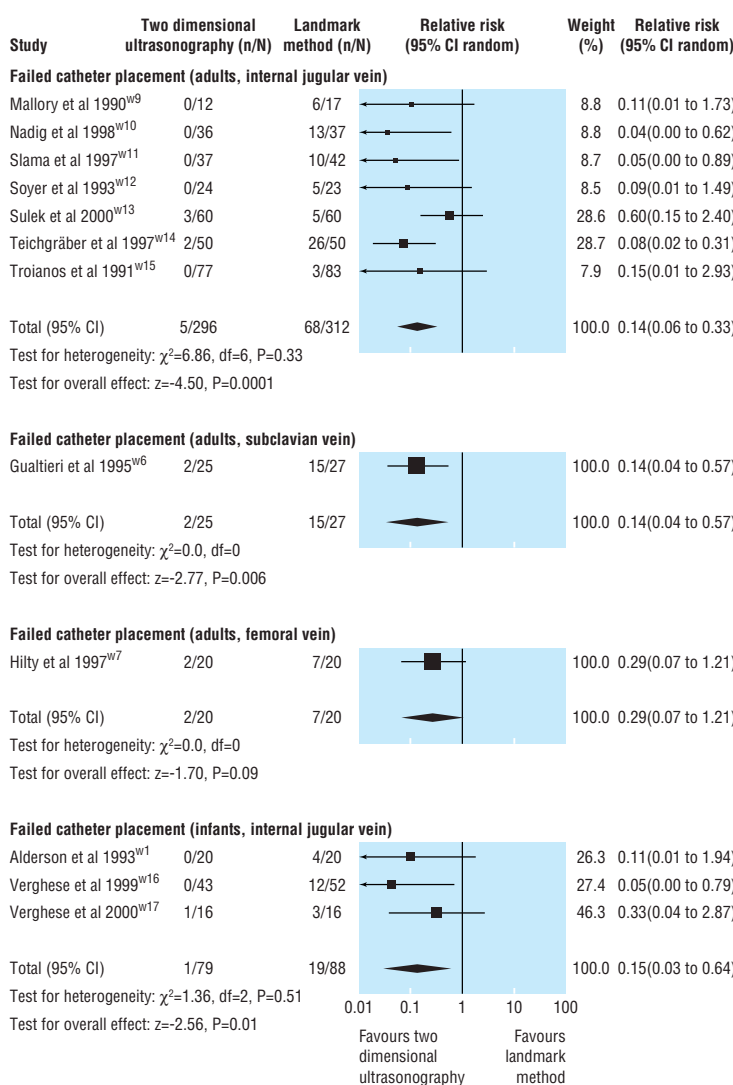 Study Two dimensional ultrasonography (n/N) Landmark method (n/N) Relative risk (95% CI random) Weight (%) Relative risk (95% CI random)
Failed catheter placement (adults, internal jugular vein)
Mallory et al 1990w9 0/12 6/17 8.8 0.11(0.01 to 1.73)
Nadig et al 1998w10 0/36 13/37 8.8 0.04(0.00 to 0.62)
Slama et al 1997w11 0/37 10/42 8.7 0.05(0.00 to 0.89)
Soyer et al 1993w12 0/24 5/23 8.5 0.09(0.01 to 1.49)
Sulek et al 2000w13 3/60 5/60 28.6 0.60(0.15 to 2.40)
Teichgräber et al 1997w14 2/50 26/50 28.7 0.08(0.02 to 0.31)
Troianos et al 1991w15 0/77 3/83 7.9 0.15(0.01 to 2.93)
Total (95% CI) 5/296 68/312 100.0 0.14(0.06 to 0.33)
Test for heterogeneity: χ²=6.86, df=6, P=0.33
Test for overall effect: z=-4.50, P=0.0001
Failed catheter placement (adults, subclavian vein)
Gualtieri et al 1995w6 2/25 15/27 100.0 0.14(0.04 to 0.57)
Total (95% CI) 2/25 15/27 100.0 0.14(0.04 to 0.57)
Test for heterogeneity: χ²=0.0, df=0
Test for overall effect: z=-2.77, P=0.006
Failed catheter placement (adults, femoral vein)
Hilty et al 1997w7 2/20 7/20 100.0 0.29(0.07 to 1.21)
Total (95% CI) 2/20 7/20 100.0 0.29(0.07 to 1.21)
Test for heterogeneity: χ²=0.0, df=0
Test for overall effect: z=-1.70, P=0.09
Failed catheter placement (infants, internal jugular vein)
Alderson et al 1993w1 0/20 4/20 26.3 0.11(0.01 to 1.94)
Verghese et al 1999w16 0/43 12/52 27.4 0.05(0.00 to 0.79)
Verghese et al 2000w17 1/16 3/16 46.3 0.33(0.04 to 2.87)
Total (95% CI) 1/79 19/88 100.0 0.15(0.03 to 0.64)
Test for heterogeneity: χ²=1.36, df=2, P=0.51
Test for overall effect: z=-2.56, P=0.01
0.01 0.1 1 10 100
Favours two dimensional ultrasonography
Favours landmark method